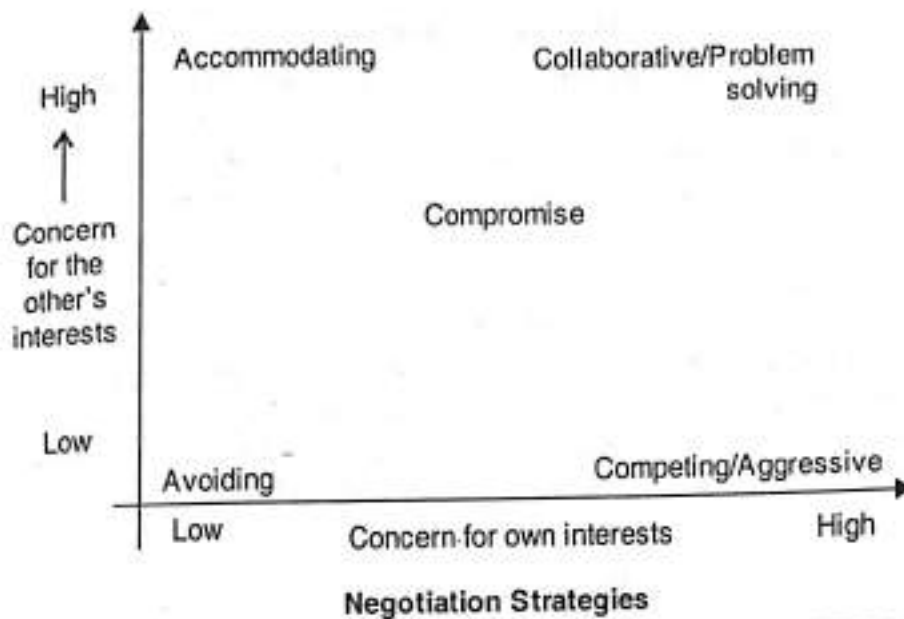 Accommodating
Collaborative/Problem
solving
High
Compromise
Concern
for the
other's
interests
Low
Avoiding
Competing/Aggressive
Low
Concern for own interests
High
Negotiation Strategies